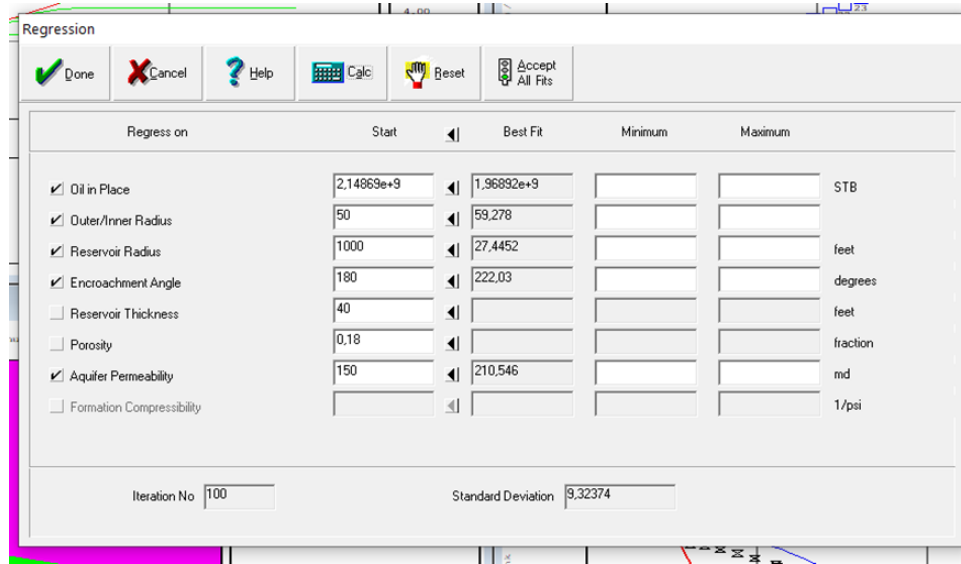 4.00
23
Regression
Done Cancel Help Calc Reset Accept All Fits
Regress on Start Best Fit Minimum Maximum
Oil in Place 2,14869e+9 1,96892e+9 STB
Outer/Inner Radius 50 59,278
Reservoir Radius 1000 27,4452 feet
Encroachment Angle 180 222,03 degrees
Reservoir Thickness 40 feet
Porosity 0,18 fraction
Aquifer Permeability 150 210,546 md
Formation Compressibility 1/psi
Iteration No 100 Standard Deviation 9,32374